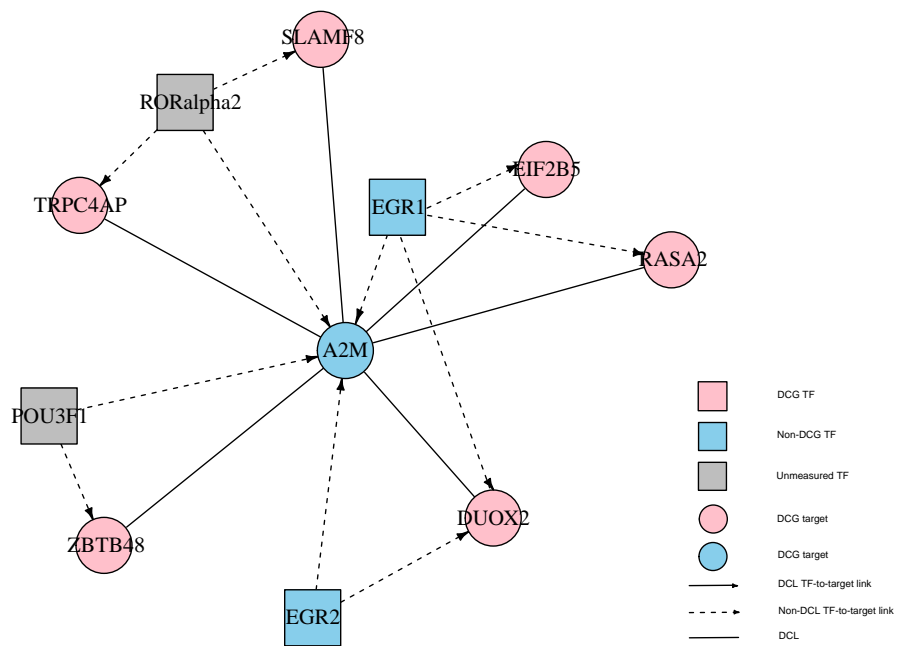 SLAMF8
RORalpha2
EIF2B5
TRPC4AP
EGR1
RASA2
A2M
POU3F1
DUOX2
ZBTB48
EGR2
DCG TF
Non-DCG TF
Unmeasured TF
DCG target
DCG target
DCL TF-to-target link
Non-DCL TF-to-target link
DCL